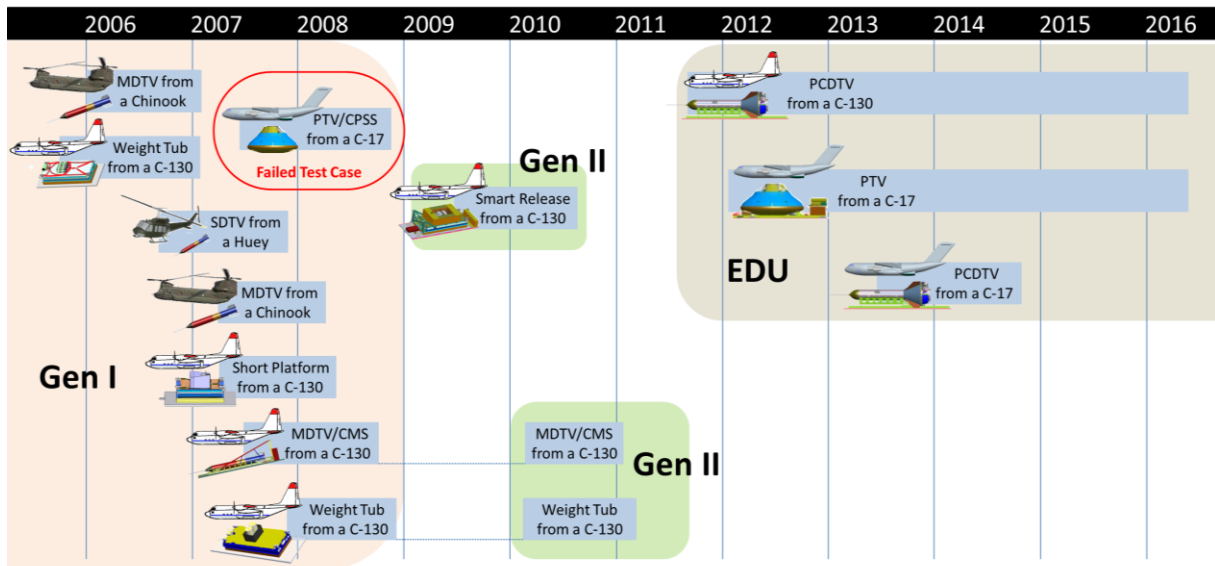 2006 2007 2008 2009 2010 2011 2012 2013 2014 2015 2016
MDTV from
a Chinook
PTV/CPSS
from a C-17
Failed Test Case
Weight Tub
from a C-130
Gen II
Smart Release
from a C-130
SDTV from
a Huey
MDTV from
a Chinook
Gen I
Short Platform
from a C-130
MDTV/CMS
from a C-130
Weight Tub
from a C-130
MDTV/CMS
from a C-130
Gen II
Weight Tub
from a C-130
PCDTV
from a C-130
PTV
from a C-17
EDU
PCDTV
from a C-17